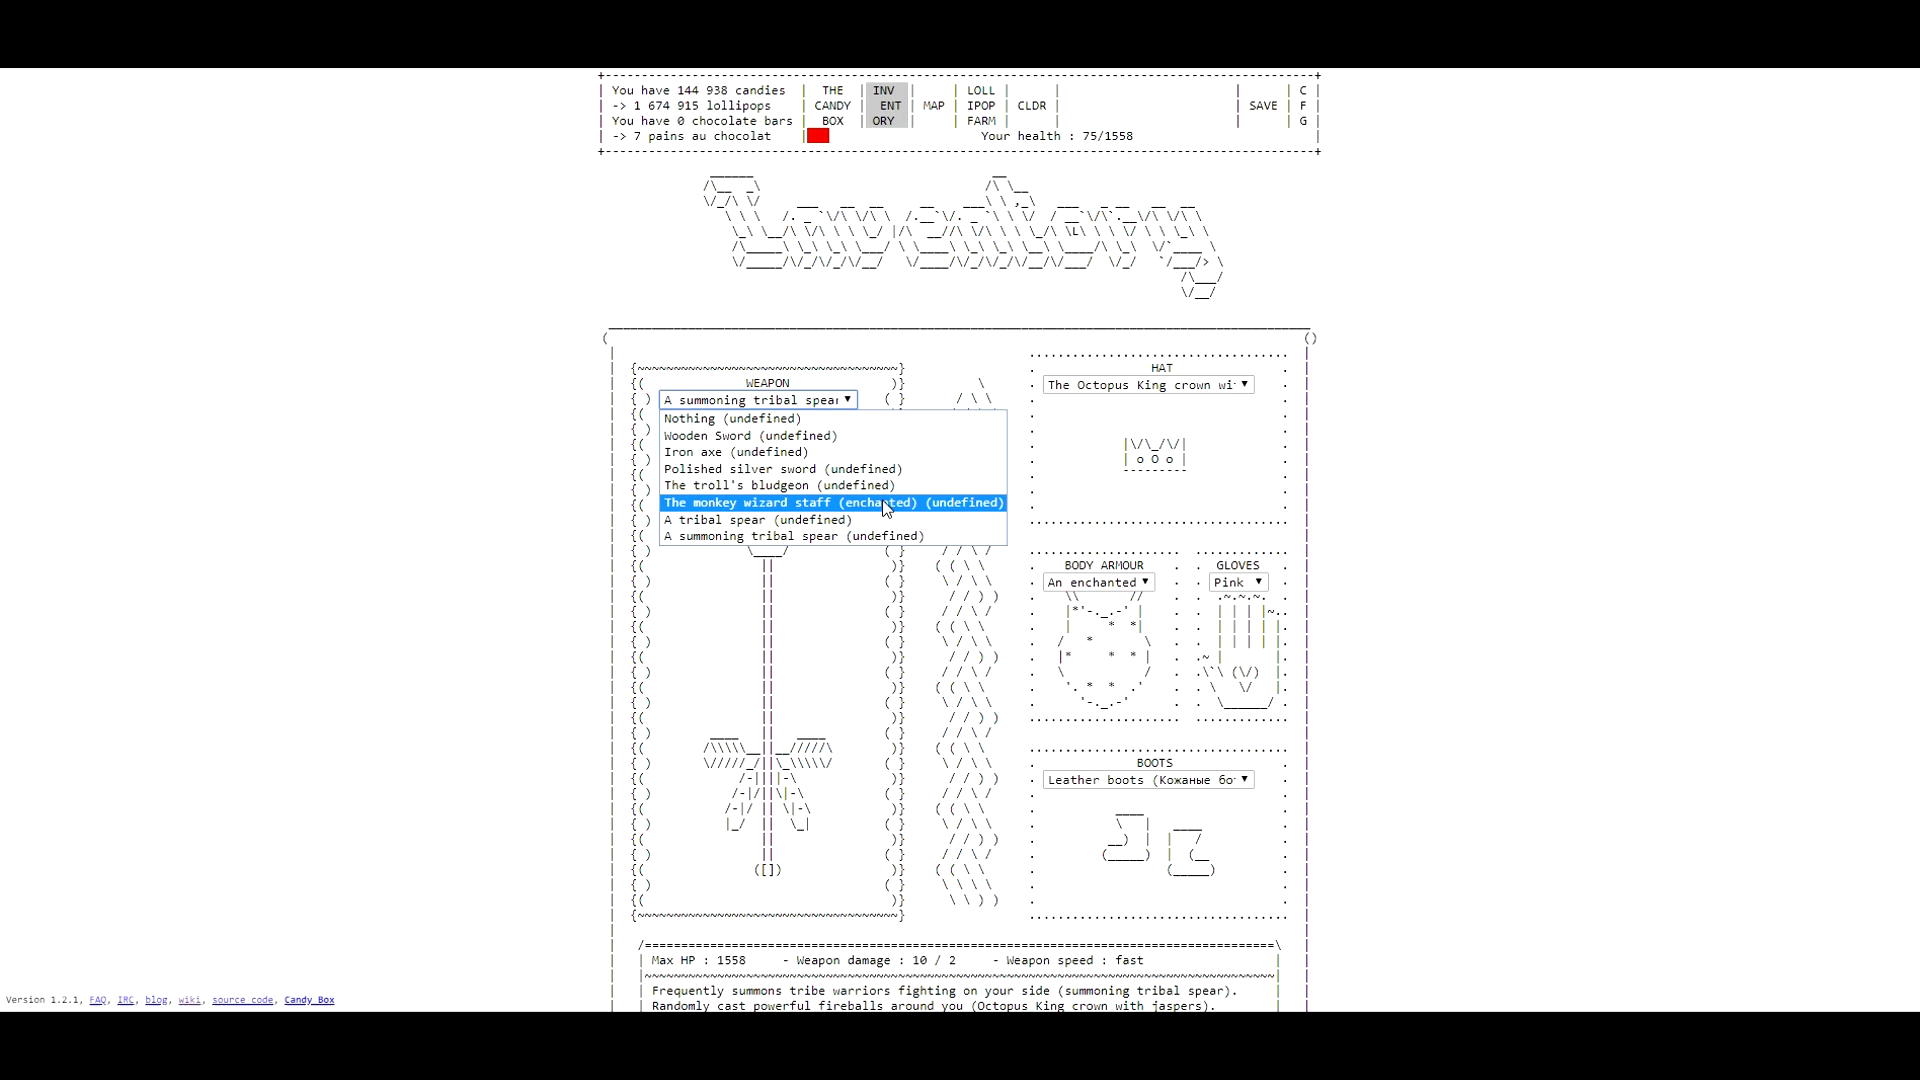 You have 144 938 candies
-> 1 674 915 lollipops
You have 0 chocolate bars
-> 7 pains au chocolat
THE CANDY BOX
INV ENT ORY
MAP
LOLL IPOP FARM
CLDR
SAVE
C F G
Your health : 75/1558
Inventory
WEAPON
A summoning tribal spear
Nothing (undefined)
Wooden Sword (undefined)
Iron axe (undefined)
Polished silver sword (undefined)
The troll's bludgeon (undefined)
The monkey wizard staff (enchanted) (undefined)
A tribal spear (undefined)
A summoning tribal spear (undefined)
HAT
The Octopus King crown wi
BODY ARMOUR
An enchanted
GLOVES
Pink
BOOTS
Leather boots (Кожаные бо
Max HP : 1558 - Weapon damage : 10 / 2 - Weapon speed : fast
Frequently summons tribe warriors fighting on your side (summoning tribal spear).
Randomly cast powerful fireballs around you (Octopus King crown with jaspers).
Version 1.2.1, FAQ, IRC, blog, wiki, source code, Candy Box